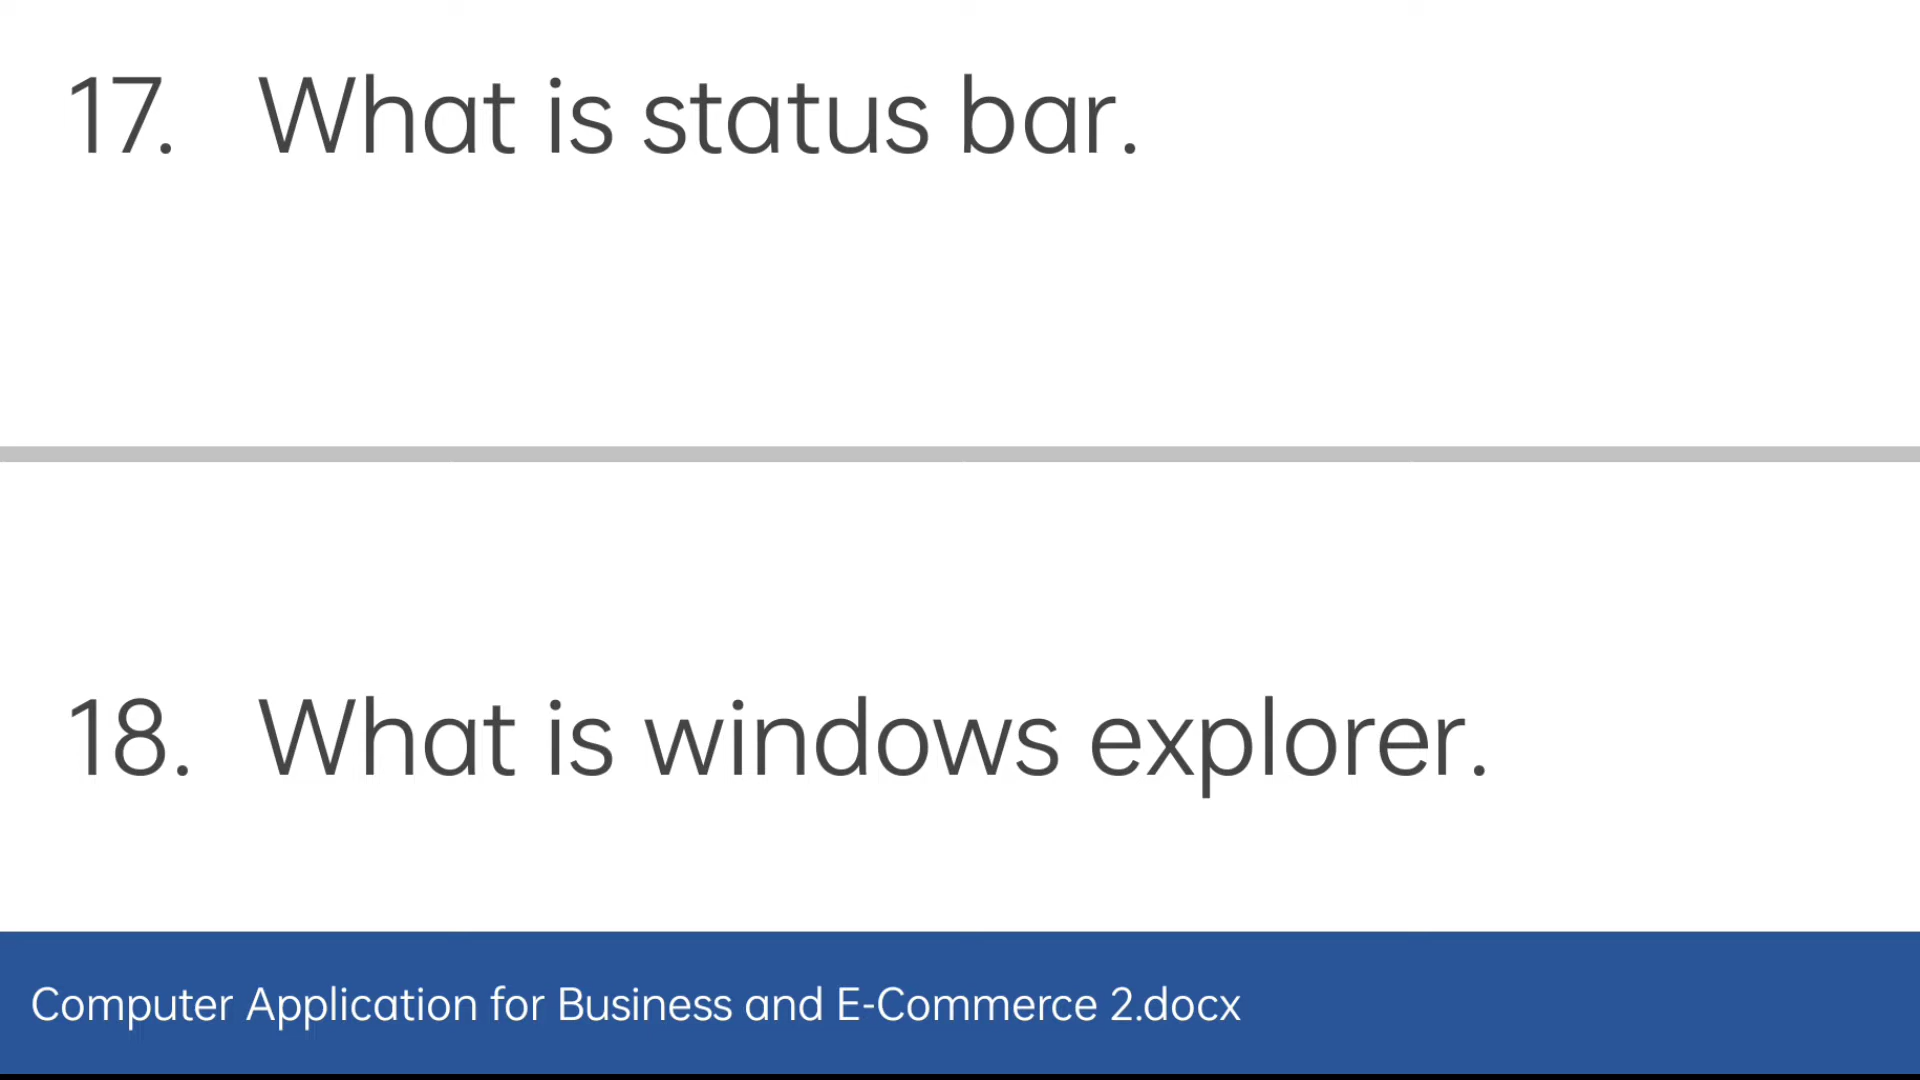 17. What is status bar.
18. What is windows explorer.
Computer Application for Business and E-Commerce 2.docx